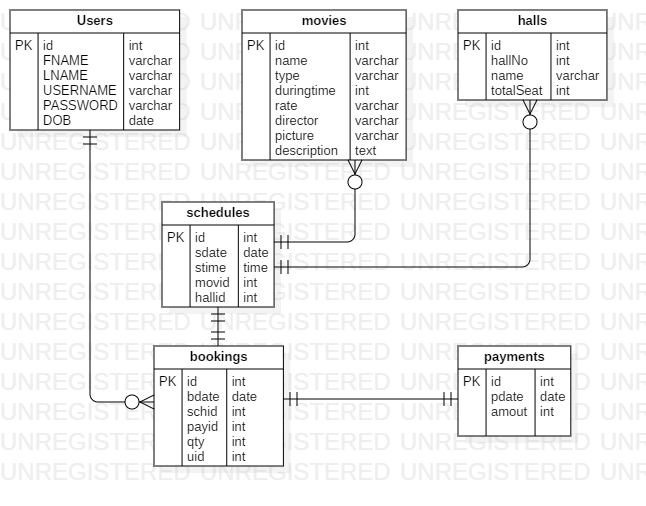 Users
PK id int
FNAME varchar
LNAME varchar
USERNAME varchar
PASSWORD varchar
DOB date
movies
PK id int
name varchar
type varchar
duringtime int
rate varchar
director varchar
picture varchar
description text
halls
PK id int
hallNo int
name varchar
totalSeat int
schedules
PK id int
sdate date
stime time
movid int
hallid int
bookings
PK id int
bdate date
schid int
payid int
qty int
uid int
payments
PK id int
pdate date
amout int
UNREGISTERED